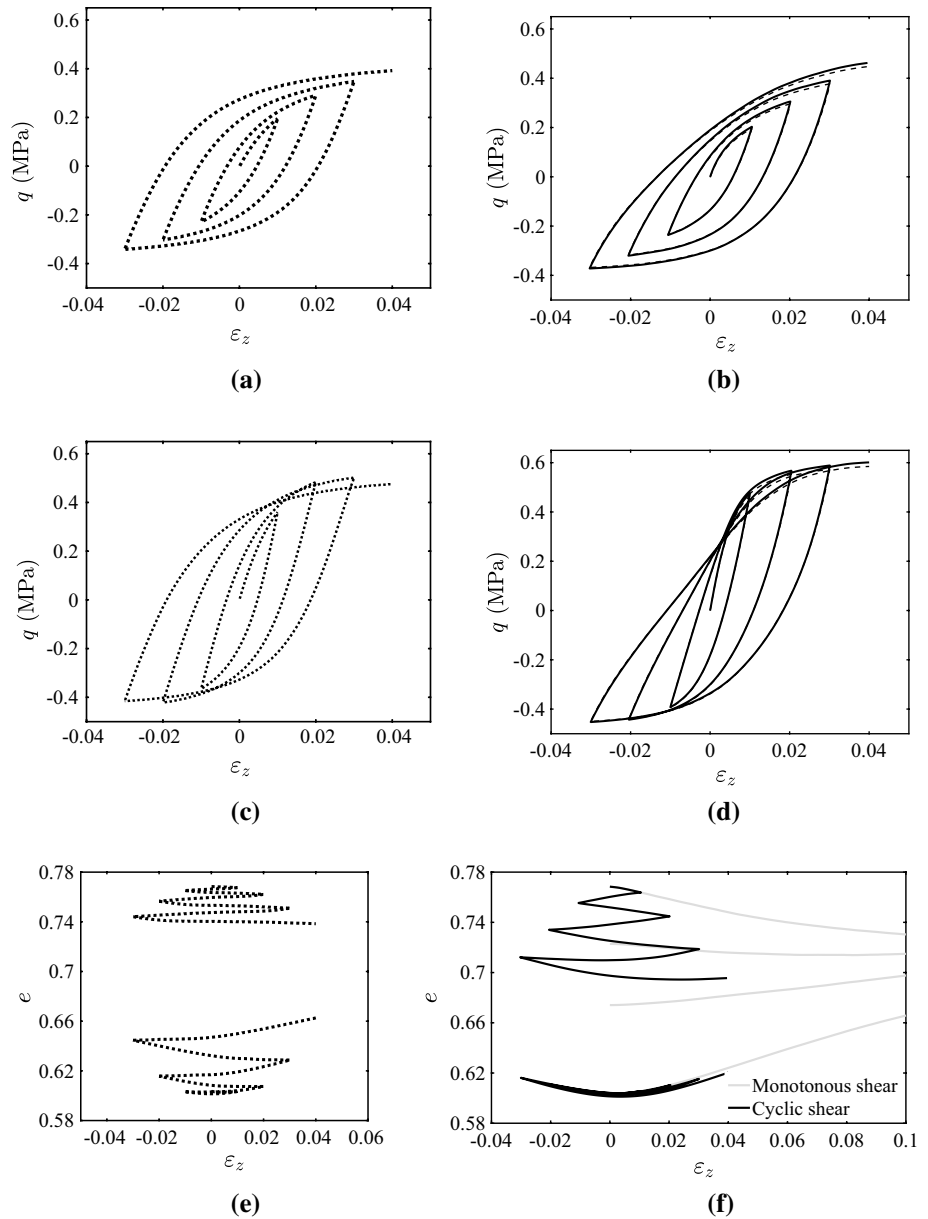 0.6
0.4
0.2
0
-0.2
-0.4
q (MPa)
-0.04 -0.02 0 0.02 0.04
ε_z
(a)
0.6
0.4
0.2
0
-0.2
-0.4
q (MPa)
-0.04 -0.02 0 0.02 0.04
ε_z
(b)
0.6
0.4
0.2
0
-0.2
-0.4
q (MPa)
-0.04 -0.02 0 0.02 0.04
ε_z
(c)
0.6
0.4
0.2
0
-0.2
-0.4
q (MPa)
-0.04 -0.02 0 0.02 0.04
ε_z
(d)
0.78
0.74
0.7
0.66
0.62
0.58
e
-0.04 -0.02 0 0.02 0.04 0.06
ε_z
(e)
0.78
0.74
0.7
0.66
0.62
0.58
e
Monotonous shear
Cyclic shear
-0.04 -0.02 0 0.02 0.04 0.06 0.08 0.1
ε_z
(f)